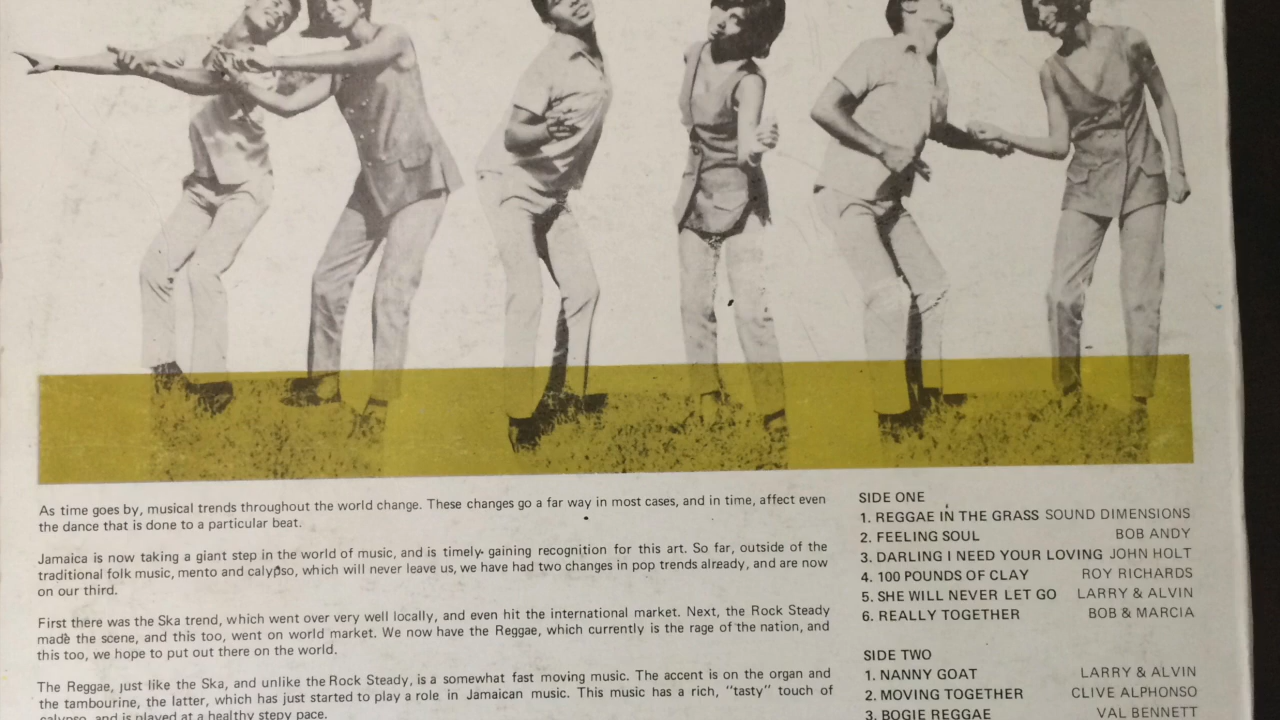 As time goes by, musical trends throughout the world change. These changes go a far way in most cases, and in time, affect even
the dance that is done to a particular beat.
Jamaica is now taking a giant step in the world of music, and is timely gaining recognition for this art. So far, outside of the
traditional folk music, mento and calypso, which will never leave us, we have had two changes in pop trends already, and are now
on our third.
First there was the Ska trend, which went over very well locally, and even hit the international market. Next, the Rock Steady
made the scene, and this too, went on world market. We now have the Reggae, which currently is the rage of the nation, and
this too, we hope to put out there on the world.
The Reggae, just like the Ska, and unlike the Rock Steady, is a somewhat fast moving music. The accent is on the organ and
the tambourine, the latter, which has just started to play a role in Jamaican music. This music has a rich, "tasty" touch of
calypso, and is played at a healthy stepy pace.
SIDE ONE
1. REGGAE IN THE GRASS SOUND DIMENSIONS
2. FEELING SOUL BOB ANDY
3. DARLING I NEED YOUR LOVING JOHN HOLT
4. 100 POUNDS OF CLAY ROY RICHARDS
5. SHE WILL NEVER LET GO LARRY & ALVIN
6. REALLY TOGETHER BOB & MARCIA
SIDE TWO
1. NANNY GOAT LARRY & ALVIN
2. MOVING TOGETHER CLIVE ALPHONSO
3. BOGIE REGGAE VAL BENNETT